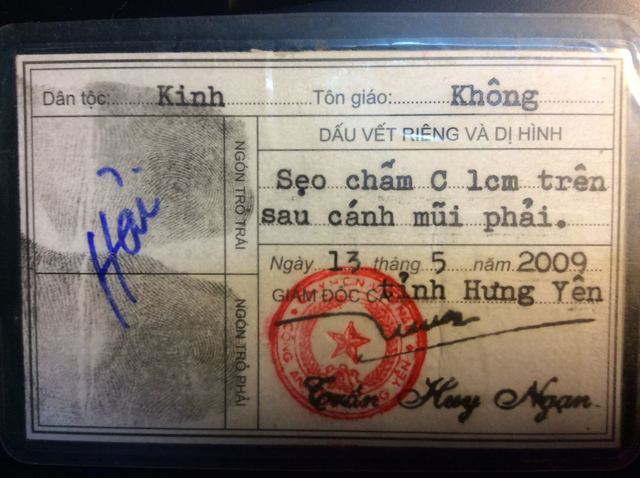 Dân tộc: Kinh Tôn giáo: Không
DẤU VẾT RIÊNG VÀ DỊ HÌNH
NGÓN TRỎ TRÁI
Sẹo chấm C 1cm trên
sau cánh mũi phải.
Hải
Ngày 13 tháng 5 năm 2009
GIÁM ĐỐC CA tỉnh Hưng Yên
NGÓN TRỎ PHẢI
Trần Huy Ngạn